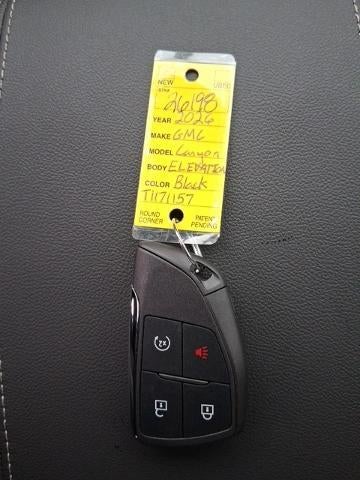 NEW USED
STK#
26198
YEAR 2026
MAKE GMC
MODEL Canyon
BODY ELEVATION
COLOR Black
T1171157
ROUND CORNER
PATENT PENDING
x2